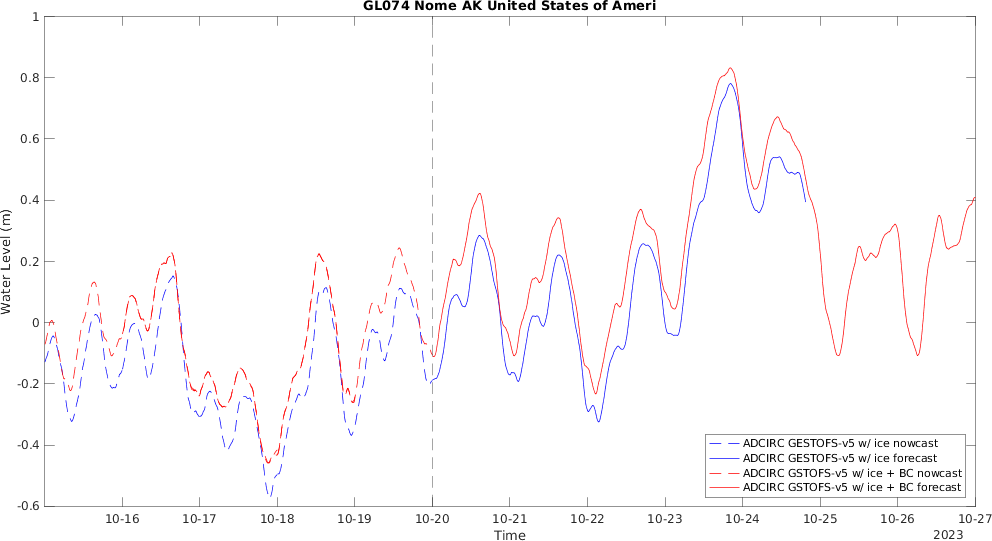 GL074 Nome AK United States of Ameri
Water Level (m)
1
0.8
0.6
0.4
0.2
0
-0.2
-0.4
-0.6
ADCIRC GESTOFS-v5 w/ ice nowcast
ADCIRC GESTOFS-v5 w/ ice forecast
ADCIRC GSTOFS-v5 w/ ice + BC nowcast
ADCIRC GSTOFS-v5 w/ ice + BC forecast
10-16 10-17 10-18 10-19 10-20 10-21 10-22 10-23 10-24 10-25 10-26 10-27
Time
2023